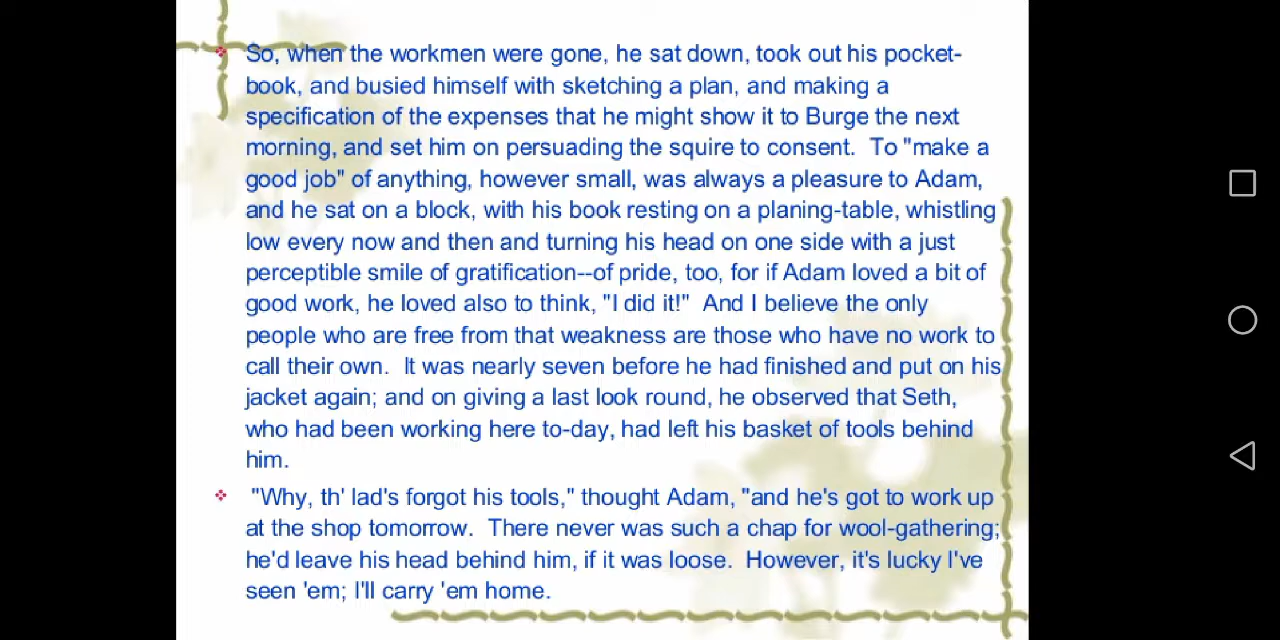 So, when the workmen were gone, he sat down, took out his pocket-
book, and busied himself with sketching a plan, and making a
specification of the expenses that he might show it to Burge the next
morning, and set him on persuading the squire to consent.  To "make a
good job" of anything, however small, was always a pleasure to Adam,
and he sat on a block, with his book resting on a planing-table, whistling
low every now and then and turning his head on one side with a just
perceptible smile of gratification--of pride, too, for if Adam loved a bit of
good work, he loved also to think, "I did it!"  And I believe the only
people who are free from that weakness are those who have no work to
call their own.  It was nearly seven before he had finished and put on his
jacket again; and on giving a last look round, he observed that Seth,
who had been working here to-day, had left his basket of tools behind
him.
"Why, th' lad's forgot his tools," thought Adam, "and he's got to work up
at the shop tomorrow.  There never was such a chap for wool-gathering;
he'd leave his head behind him, if it was loose.  However, it's lucky I've
seen 'em; I'll carry 'em home.